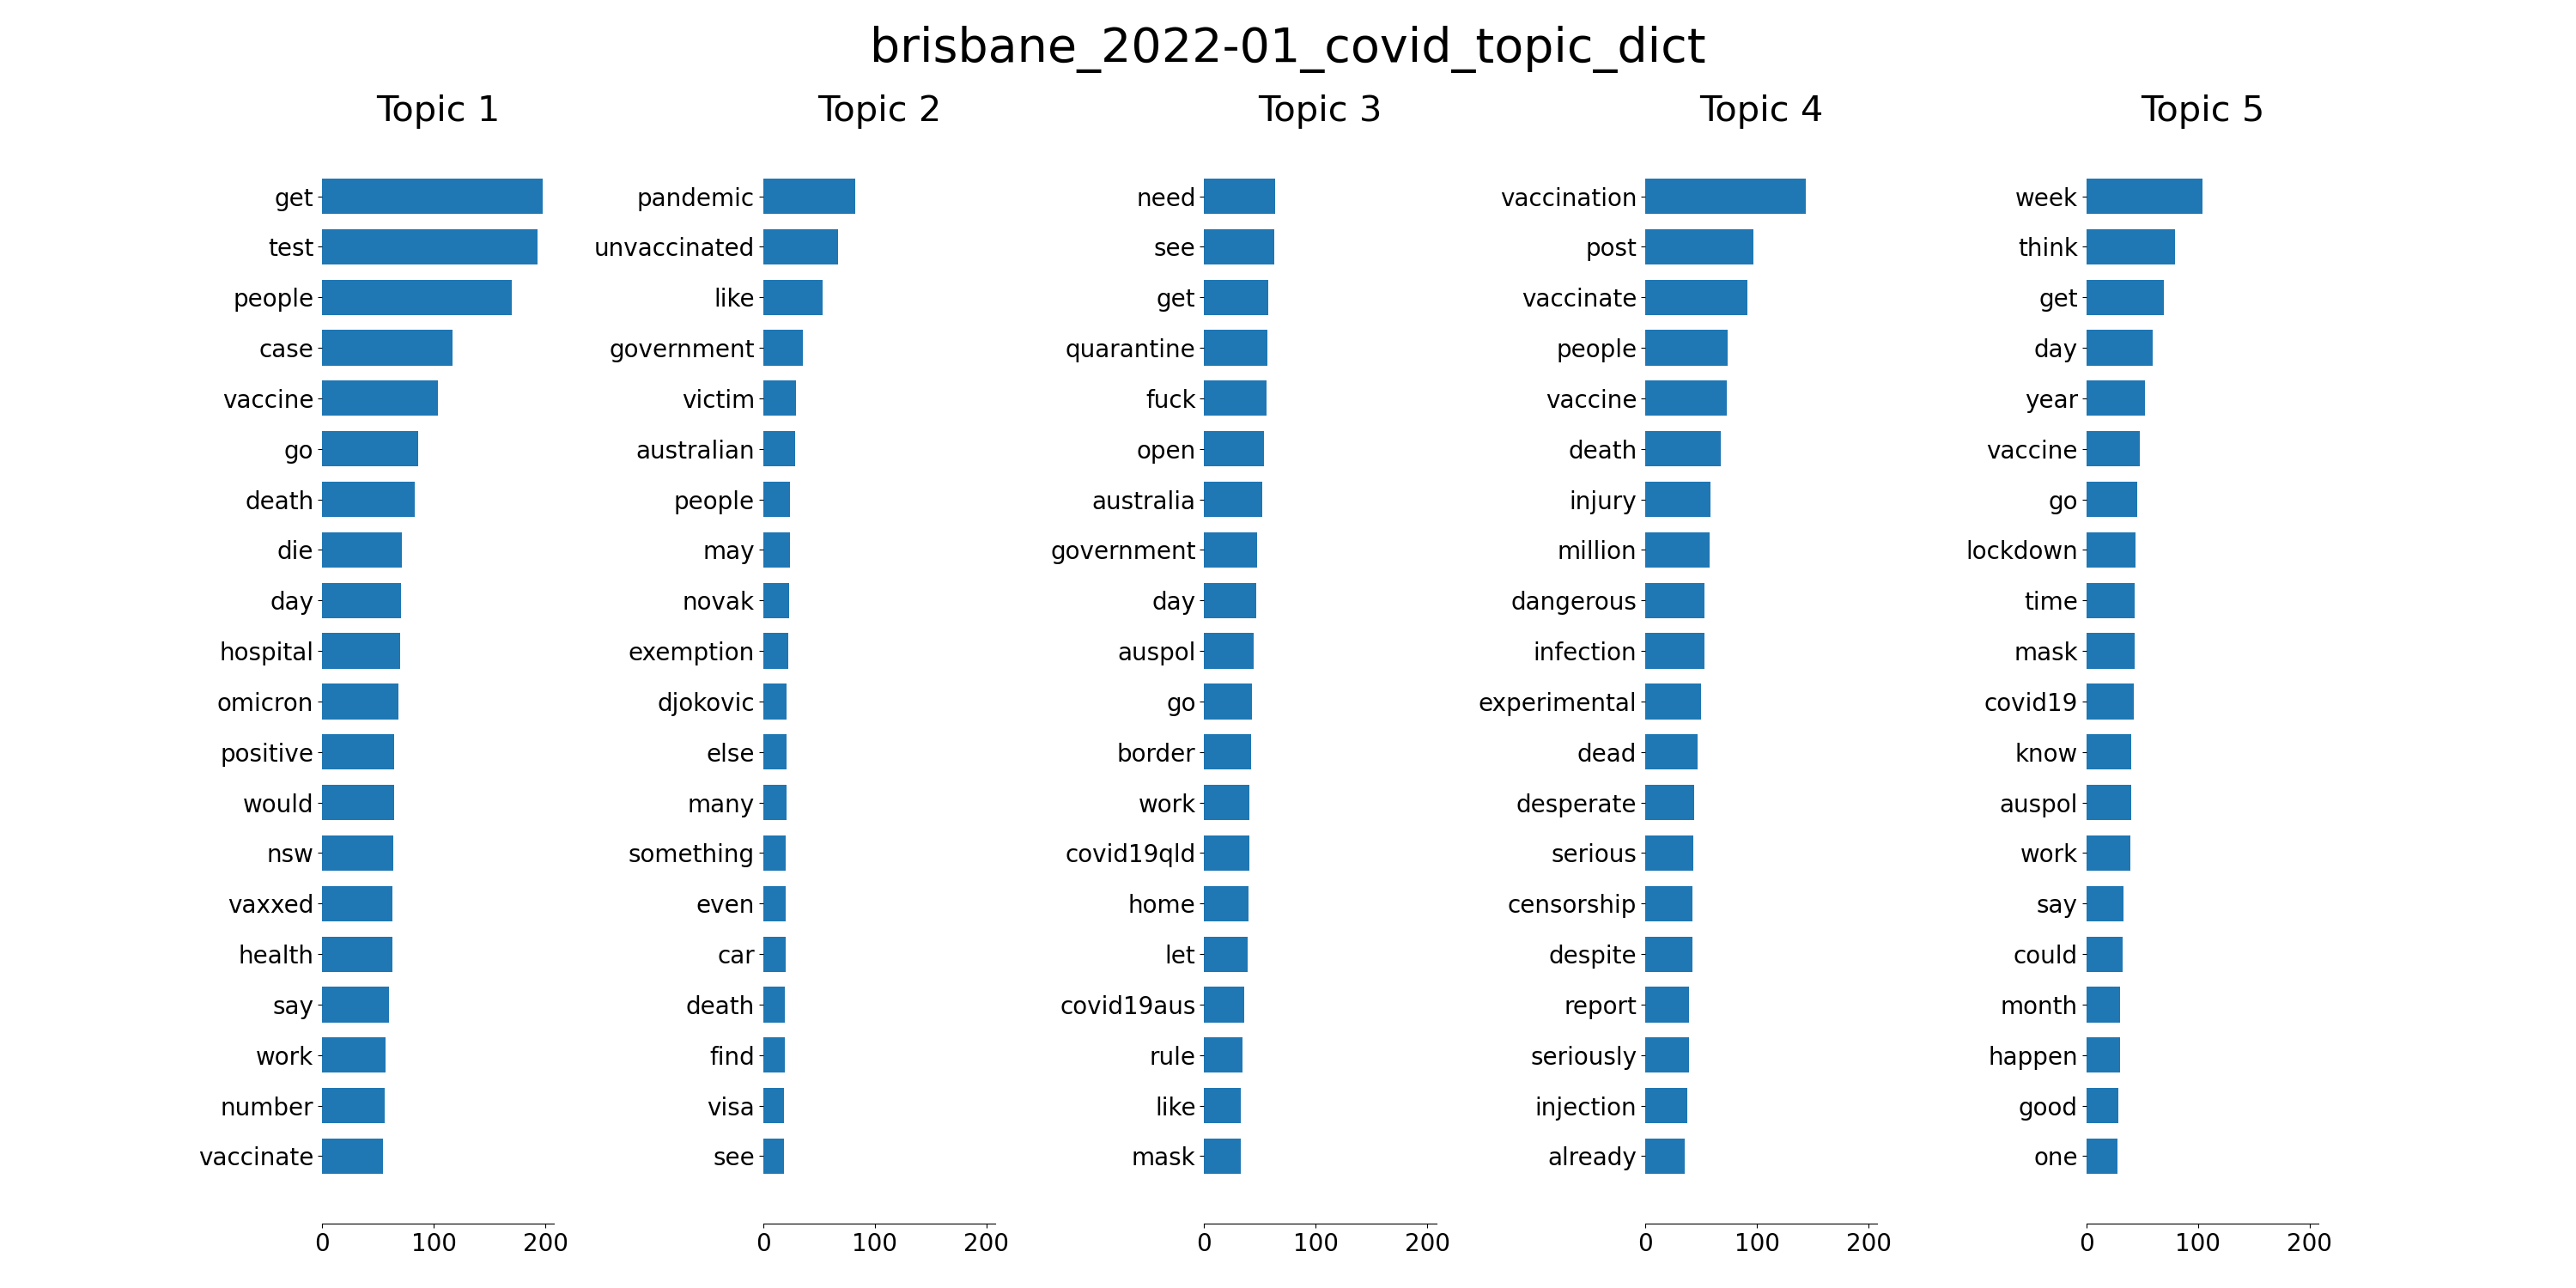 brisbane_2022-01_covid_topic_dict
Topic 1
get
test
people
case
vaccine
go
death
die
day
hospital
omicron
positive
would
nsw
vaxxed
health
say
work
number
vaccinate
0 100 200
Topic 2
pandemic
unvaccinated
like
government
victim
australian
people
may
novak
exemption
djokovic
else
many
something
even
car
death
find
visa
see
0 100 200
Topic 3
need
see
get
quarantine
fuck
open
australia
government
day
auspol
go
border
work
covid19qld
home
let
covid19aus
rule
like
mask
0 100 200
Topic 4
vaccination
post
vaccinate
people
vaccine
death
injury
million
dangerous
infection
experimental
dead
desperate
serious
censorship
despite
report
seriously
injection
already
0 100 200
Topic 5
week
think
get
day
year
vaccine
go
lockdown
time
mask
covid19
know
auspol
work
say
could
month
happen
good
one
0 100 200